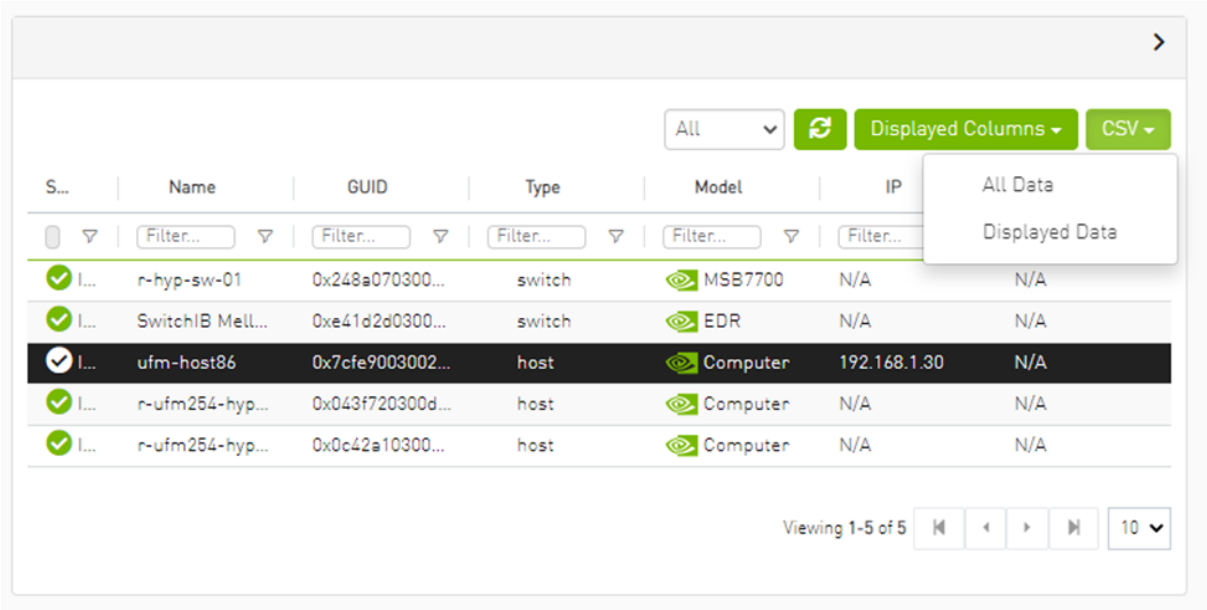 All Displayed Columns CSV
All Data
Displayed Data
S... Name GUID Type Model IP
Filter... Filter... Filter... Filter... Filter...
I... r-hyp-sw-01 0x248a070300... switch MSB7700 N/A N/A
I... SwitchIB Mell... 0xe41d2d0300... switch EDR N/A N/A
I... ufm-host86 0x7cfe9003002... host Computer 192.168.1.30 N/A
I... r-ufm254-hyp... 0x043f720300d... host Computer N/A N/A
I... r-ufm254-hyp... 0x0c42a10300... host Computer N/A N/A
Viewing 1-5 of 5 10